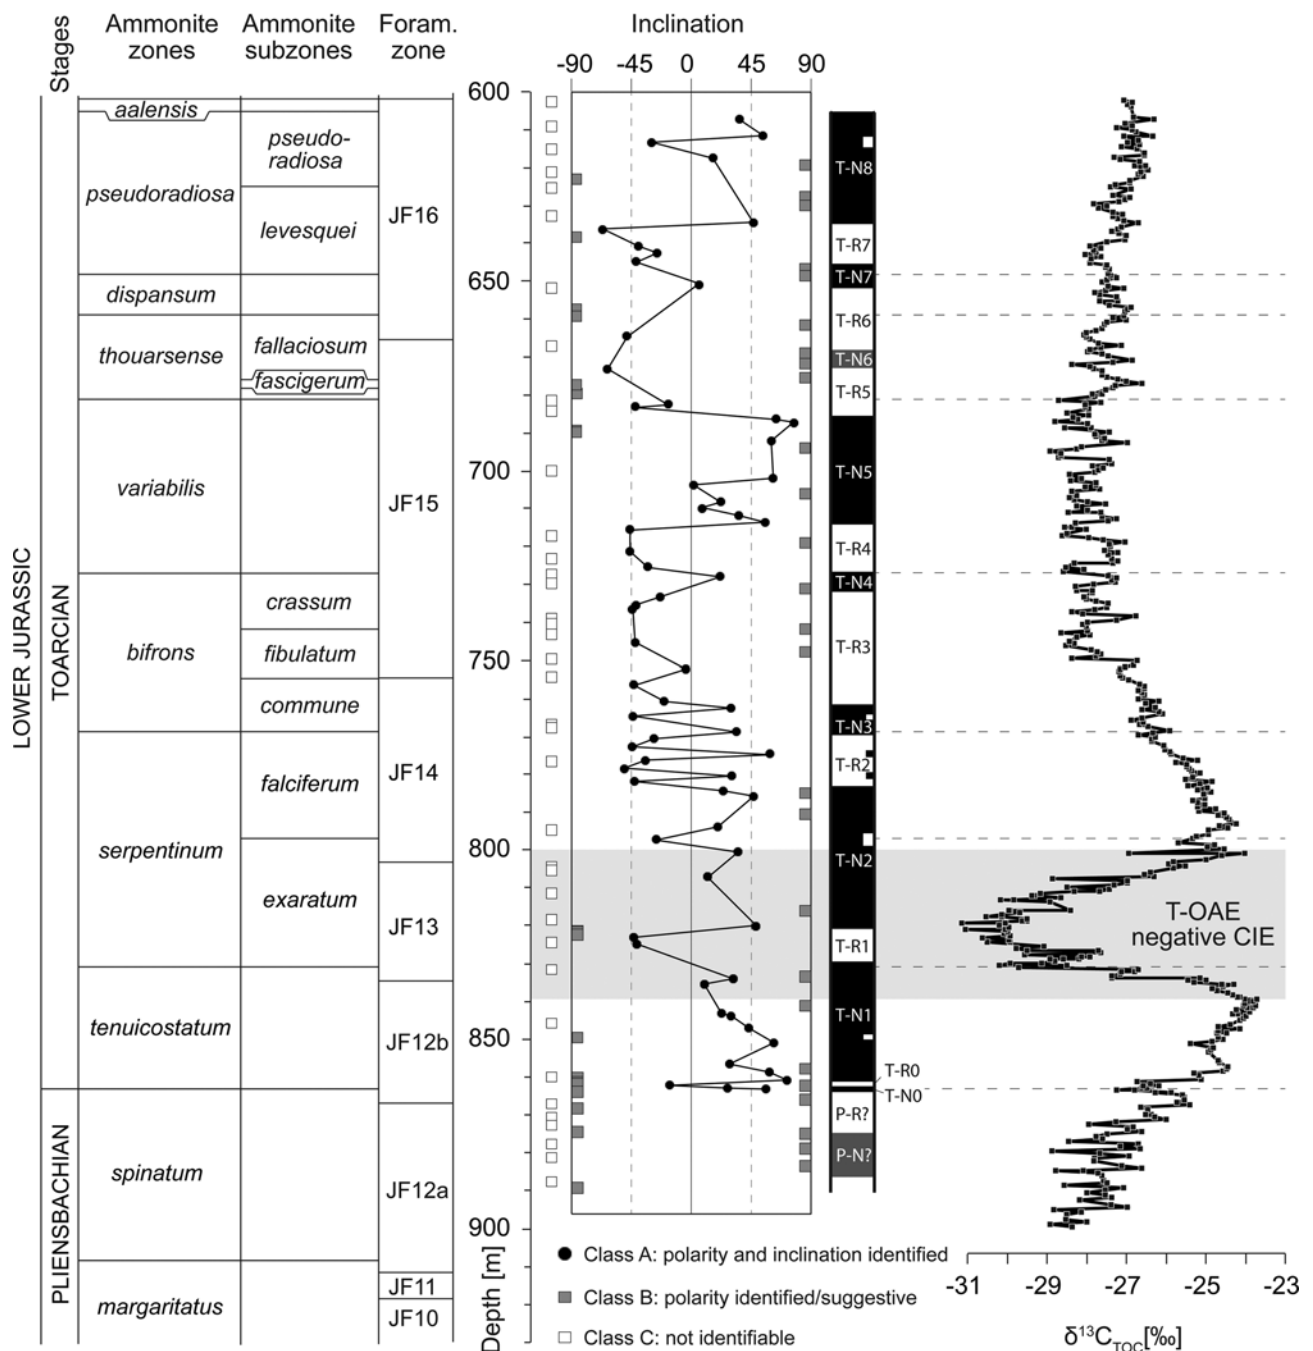 Stages
Ammonite zones
Ammonite subzones
Foram. zone
Inclination
-90 -45 0 45 90
LOWER JURASSIC
TOARCIAN
PLIENSBACHIAN
aalensis
pseudoradiosa
dispansum
thouarsense
variabilis
bifrons
serpentinum
tenuicostatum
spinatum
margaritatus
pseudo-
radiosa
levesquei
fallaciosum
fascigerum
crassum
fibulatum
commune
falciferum
exaratum
JF16
JF15
JF14
JF13
JF12b
JF12a
JF11
JF10
600
650
700
750
800
850
900
Depth [m]
T-N8
T-R7
T-N7
T-R6
T-N6
T-R5
T-N5
T-R4
T-N4
T-R3
T-N3
T-R2
T-N2
T-R1
T-N1
T-R0
T-N0
P-R?
P-N?
T-OAE
negative CIE
Class A: polarity and inclination identified
Class B: polarity identified/suggestive
Class C: not identifiable
-31 -29 -27 -25 -23
δ¹³C_TOC[‰]